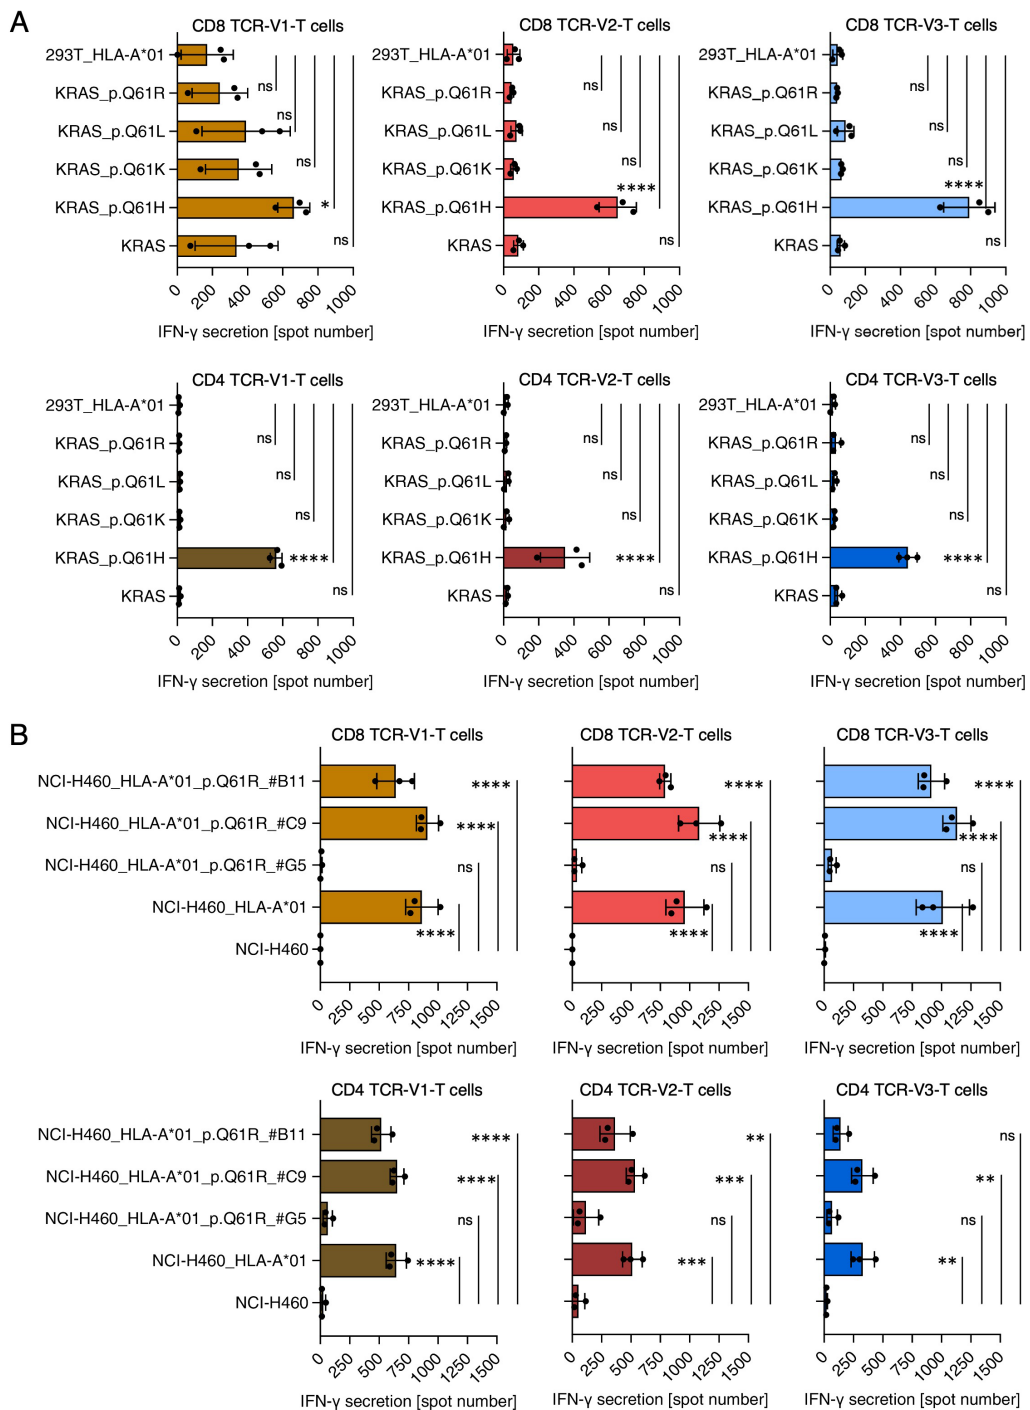 A
CD8 TCR-V1-T cells
293T_HLA-A*01
KRAS_p.Q61R
KRAS_p.Q61L
KRAS_p.Q61K
KRAS_p.Q61H
KRAS
ns
ns
ns
*
ns
0
200
400
600
800
1000
IFN-γ secretion [spot number]
CD8 TCR-V2-T cells
293T_HLA-A*01
KRAS_p.Q61R
KRAS_p.Q61L
KRAS_p.Q61K
KRAS_p.Q61H
KRAS
ns
ns
ns
****
ns
0
200
400
600
800
1000
IFN-γ secretion [spot number]
CD8 TCR-V3-T cells
293T_HLA-A*01
KRAS_p.Q61R
KRAS_p.Q61L
KRAS_p.Q61K
KRAS_p.Q61H
KRAS
ns
ns
ns
****
ns
0
200
400
600
800
1000
IFN-γ secretion [spot number]
CD4 TCR-V1-T cells
293T_HLA-A*01
KRAS_p.Q61R
KRAS_p.Q61L
KRAS_p.Q61K
KRAS_p.Q61H
KRAS
ns
ns
ns
****
ns
0
200
400
600
800
1000
IFN-γ secretion [spot number]
CD4 TCR-V2-T cells
293T_HLA-A*01
KRAS_p.Q61R
KRAS_p.Q61L
KRAS_p.Q61K
KRAS_p.Q61H
KRAS
ns
ns
ns
****
ns
0
200
400
600
800
1000
IFN-γ secretion [spot number]
CD4 TCR-V3-T cells
293T_HLA-A*01
KRAS_p.Q61R
KRAS_p.Q61L
KRAS_p.Q61K
KRAS_p.Q61H
KRAS
ns
ns
ns
****
ns
0
200
400
600
800
1000
IFN-γ secretion [spot number]
B
CD8 TCR-V1-T cells
NCI-H460_HLA-A*01_p.Q61R_#B11
NCI-H460_HLA-A*01_p.Q61R_#C9
NCI-H460_HLA-A*01_p.Q61R_#G5
NCI-H460_HLA-A*01
NCI-H460
****
****
ns
****
0
250
500
750
1000
1250
1500
IFN-γ secretion [spot number]
CD8 TCR-V2-T cells
****
****
ns
****
0
250
500
750
1000
1250
1500
IFN-γ secretion [spot number]
CD8 TCR-V3-T cells
****
****
ns
****
0
250
500
750
1000
1250
1500
IFN-γ secretion [spot number]
CD4 TCR-V1-T cells
NCI-H460_HLA-A*01_p.Q61R_#B11
NCI-H460_HLA-A*01_p.Q61R_#C9
NCI-H460_HLA-A*01_p.Q61R_#G5
NCI-H460_HLA-A*01
NCI-H460
****
****
ns
****
0
250
500
750
1000
1250
1500
IFN-γ secretion [spot number]
CD4 TCR-V2-T cells
**
***
ns
***
0
250
500
750
1000
1250
1500
IFN-γ secretion [spot number]
CD4 TCR-V3-T cells
ns
**
ns
**
0
250
500
750
1000
1250
1500
IFN-γ secretion [spot number]